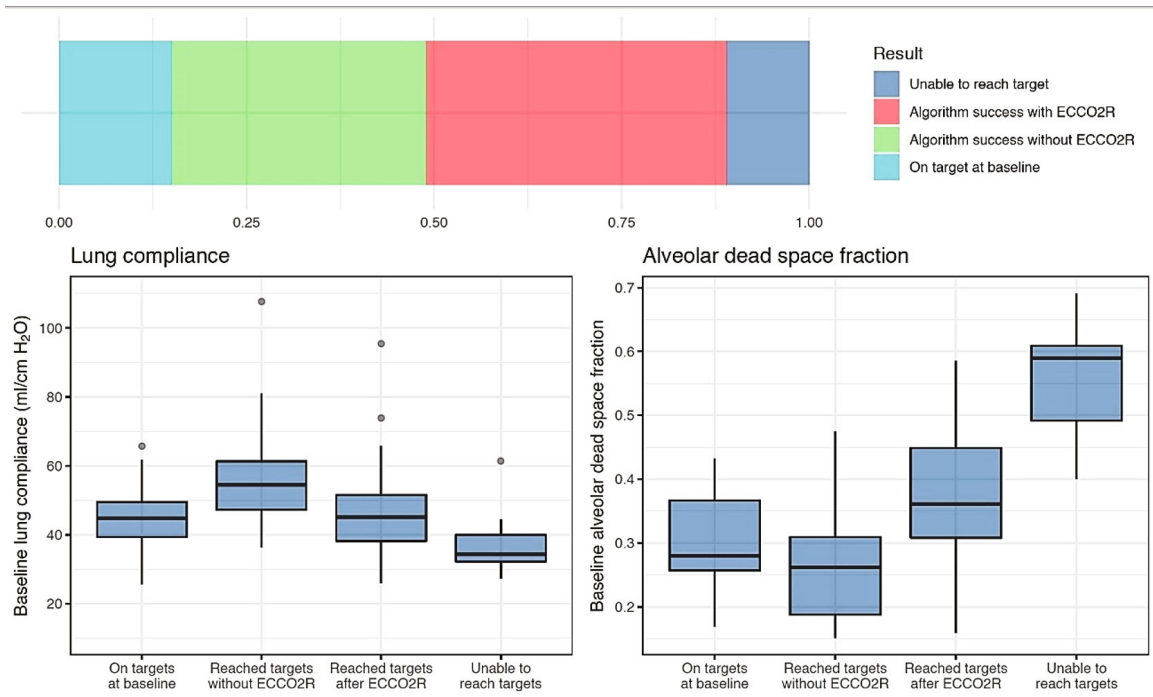 Result
Unable to reach target
Algorithm success with ECCO2R
Algorithm success without ECCO2R
On target at baseline
0.00
0.25
0.50
0.75
1.00
Lung compliance
Baseline lung compliance (ml/cm H₂O)
100
80
60
40
20
On targets
at baseline
Reached targets
without ECCO2R
Reached targets
after ECCO2R
Unable to
reach targets
Alveolar dead space fraction
Baseline alveolar dead space fraction
0.7
0.6
0.5
0.4
0.3
0.2
On targets
at baseline
Reached targets
without ECCO2R
Reached targets
after ECCO2R
Unable to
reach targets